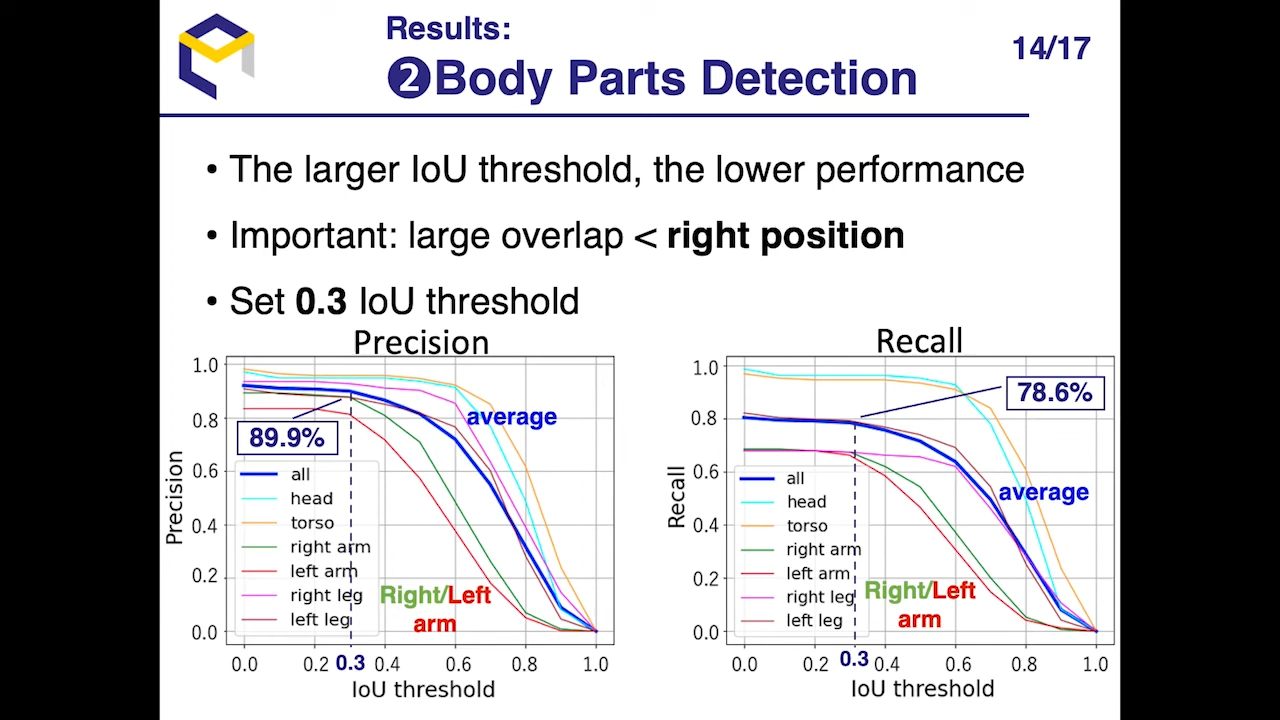 Results:
14/17
❷Body Parts Detection
• The larger IoU threshold, the lower performance
• Important: large overlap < right position
• Set 0.3 IoU threshold
Precision
1.0
0.8
0.6
0.4
0.2
0.0
Precision
89.9%
average
all
head
torso
right arm
left arm
right leg
left leg
Right/Left
arm
0.0 0.2 0.3 0.4 0.6 0.8 1.0
IoU threshold
Recall
1.0
0.8
0.6
0.4
0.2
0.0
Recall
78.6%
average
all
head
torso
right arm
left arm
right leg
left leg
Right/Left
arm
0.0 0.2 0.3 0.4 0.6 0.8 1.0
IoU threshold